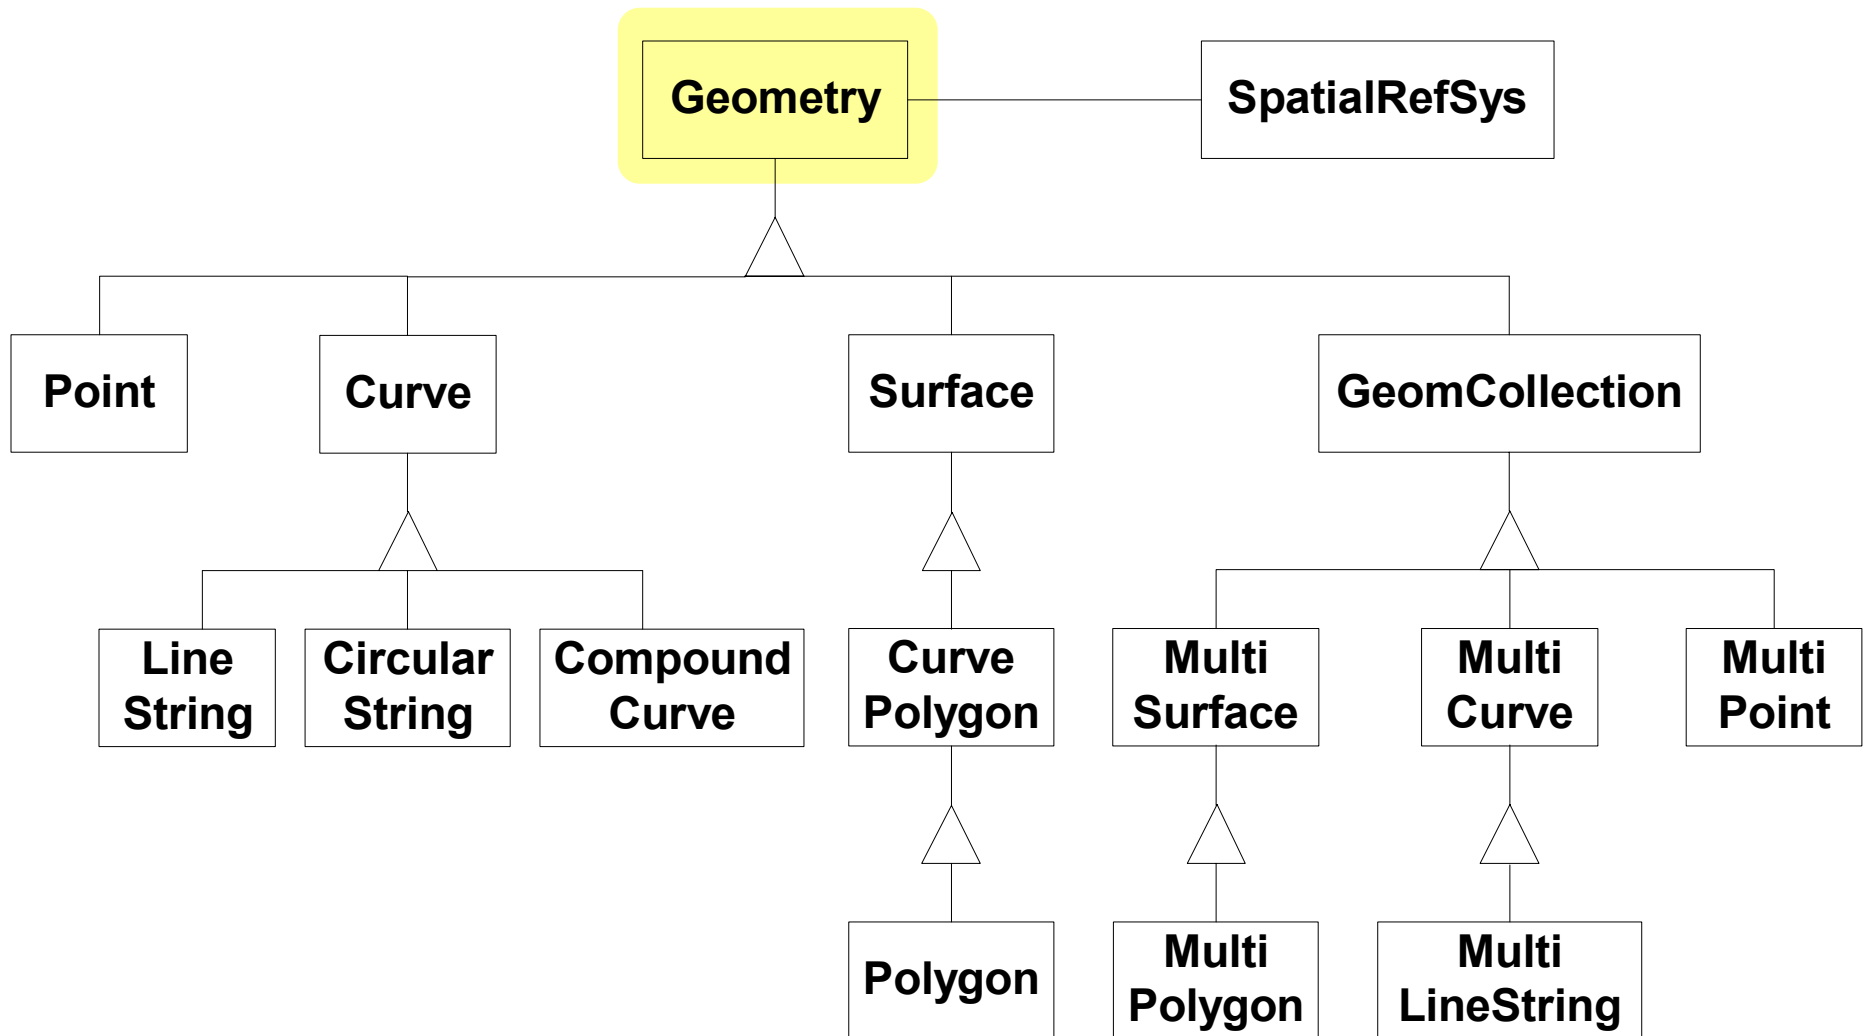 Geometry
SpatialRefSys
Point
Curve
Surface
GeomCollection
Line
String
Circular
String
Compound
Curve
Curve
Polygon
Multi
Surface
Multi
Curve
Multi
Point
Polygon
Multi
Polygon
Multi
LineString